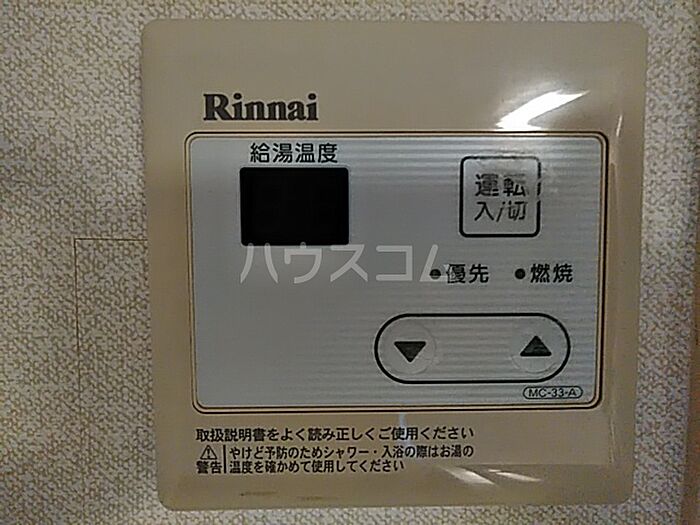 Rinnai
給湯温度
運転
入/切
ハウスコム
優先 燃焼
MC-33-A
取扱説明書をよく読み正しくご使用ください
やけど予防のためシャワー・入浴の際はお湯の
警告 温度を確かめて使用してください